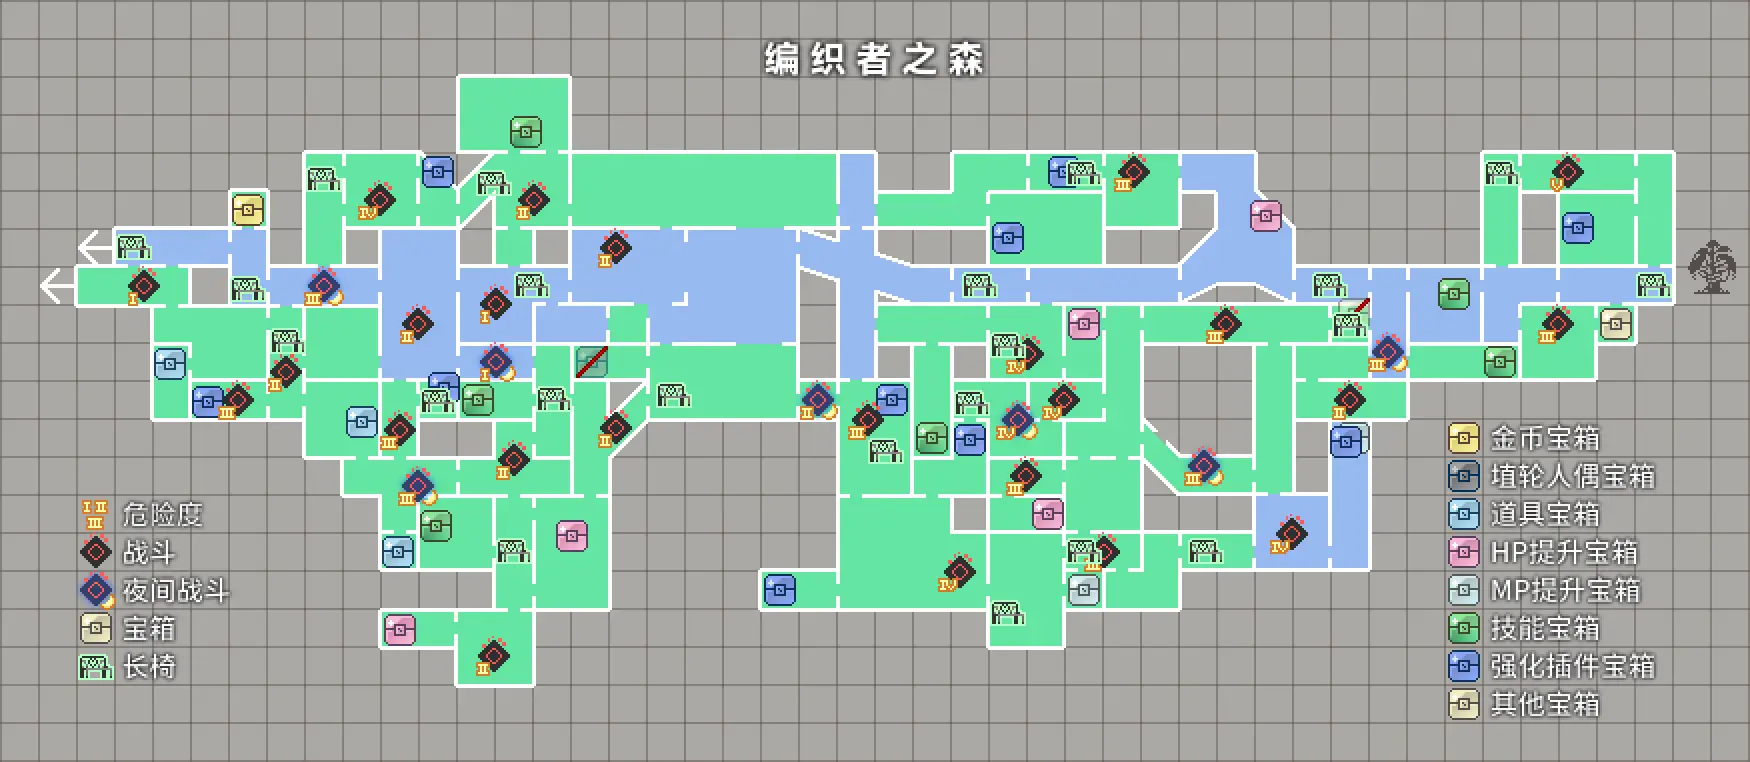 编织者之森
危险度
战斗
夜间战斗
宝箱
长椅
金币宝箱
埴轮人偶宝箱
道具宝箱
HP提升宝箱
MP提升宝箱
技能宝箱
强化插件宝箱
其他宝箱